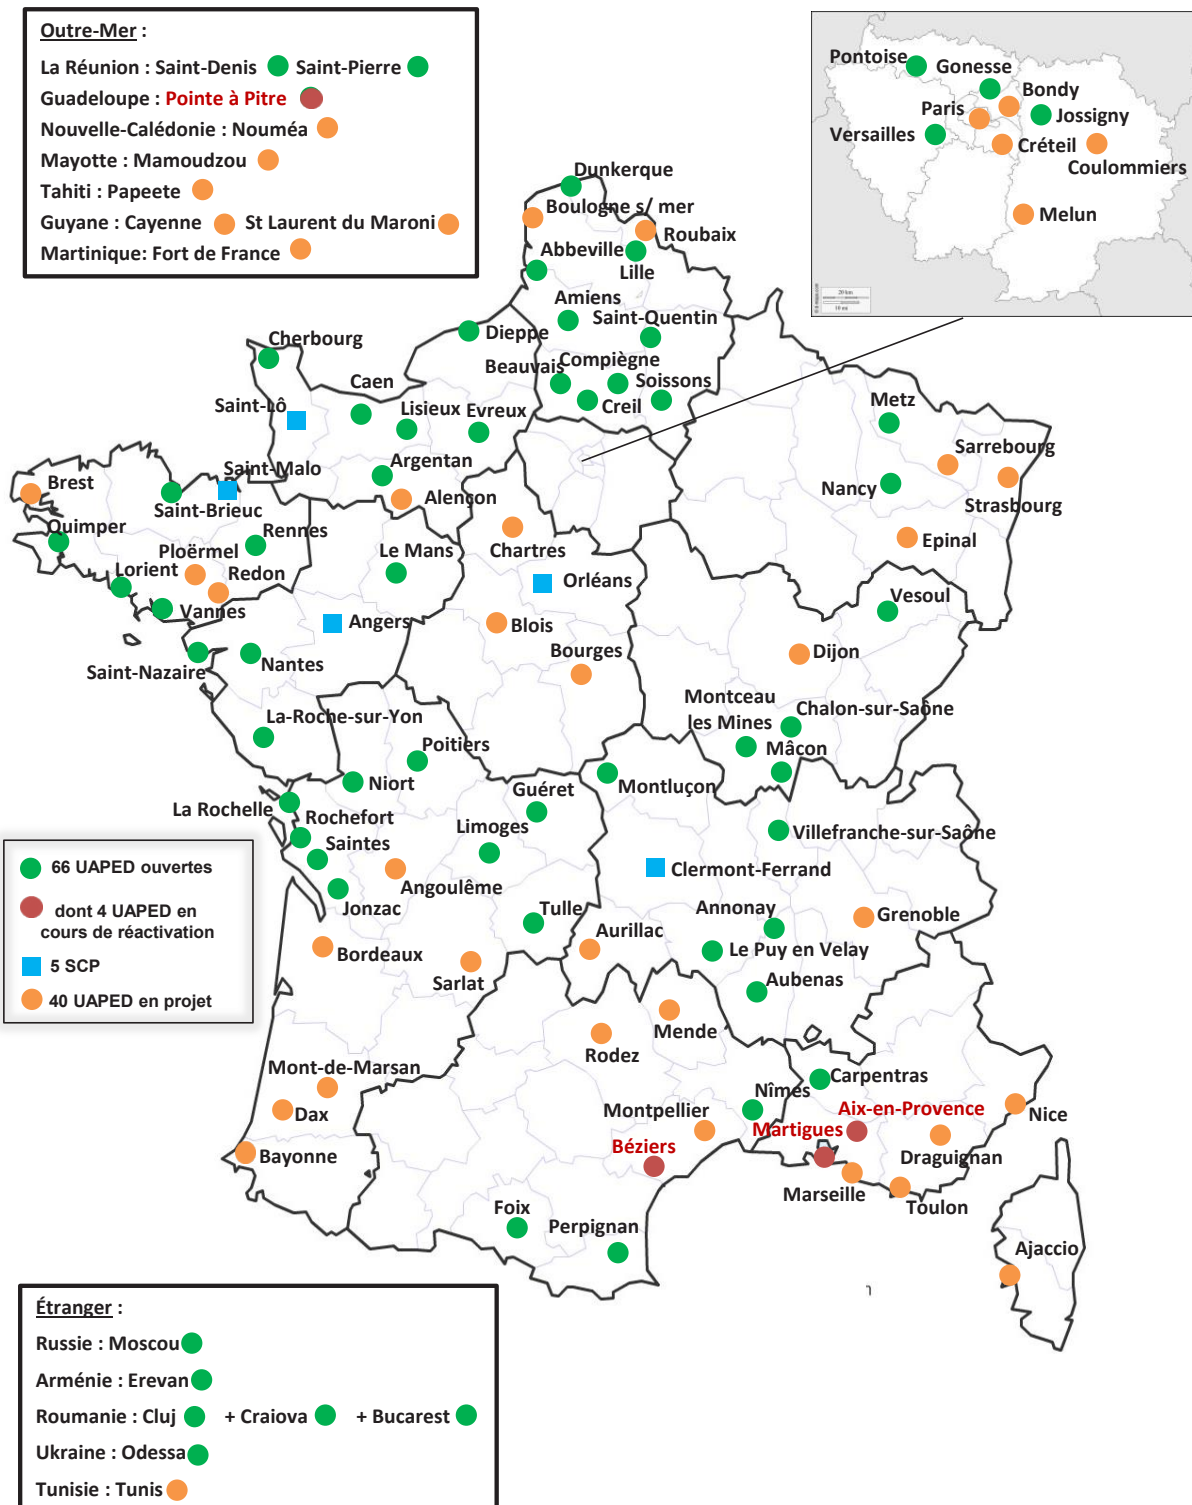 Outre-Mer :
La Réunion : Saint-Denis Saint-Pierre
Guadeloupe : Pointe à Pitre
Nouvelle-Calédonie : Nouméa
Mayotte : Mamoudzou
Tahiti : Papeete
Guyane : Cayenne St Laurent du Maroni
Martinique: Fort de France
Pontoise
Gonesse
Bondy
Paris
Jossigny
Versailles
Créteil
Coulommiers
Melun
20 km
10 mi
Dunkerque
Boulogne s/ mer
Roubaix
Abbeville
Lille
Amiens
Saint-Quentin
Dieppe
Cherbourg
Compiègne
Beauvais
Soissons
Caen
Creil
Metz
Saint-Lô
Lisieux
Evreux
Sarrebourg
Saint-Malo
Argentan
Brest
Nancy
Alençon
Strasbourg
Saint-Brieuc
Quimper
Rennes
Epinal
Chartres
Ploërmel
Le Mans
Lorient
Redon
Orléans
Vesoul
Vannes
Angers
Blois
Dijon
Bourges
Nantes
Saint-Nazaire
Montceau
les Mines
Chalon-sur-Saône
La-Roche-sur-Yon
Poitiers
Mâcon
Niort
Montluçon
Guéret
La Rochelle
Rochefort
Limoges
Villefranche-sur-Saône
Saintes
66 UAPED ouvertes
dont 4 UAPED en
cours de réactivation
5 SCP
40 UAPED en projet
Clermont-Ferrand
Angoulême
Jonzac
Tulle
Annonay
Grenoble
Aurillac
Bordeaux
Le Puy en Velay
Sarlat
Aubenas
Mende
Rodez
Mont-de-Marsan
Carpentras
Nîmes
Dax
Montpellier
Aix-en-Provence
Nice
Martigues
Béziers
Bayonne
Draguignan
Marseille
Toulon
Foix
Perpignan
Ajaccio
Étranger :
Russie : Moscou
Arménie : Erevan
Roumanie : Cluj + Craiova + Bucarest
Ukraine : Odessa
Tunisie : Tunis